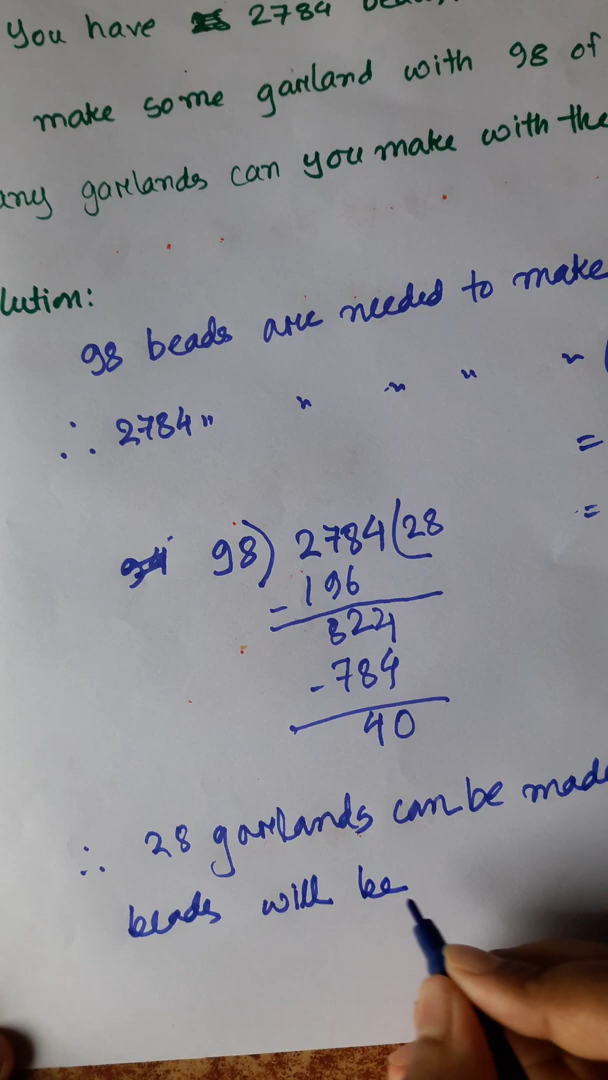 You have 2784 beads,
make some garland with 98 of
any garlands can you make with the
lution:
98 beads are needed to make
∴ 2784 " " " " " (
=
=
98) 2784 (28
- 196
824
- 784
40
∴ 28 garlands can be made
beads will be